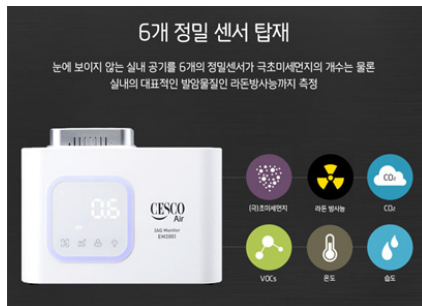 6개 정밀 센서 탑재
눈에 보이지 않는 실내 공기를 6개의 정밀센서가 극초미세먼지의 개수는 물론
실내의 대표적인 발암물질인 라돈방사능까지 측정
0.6
CESCO
Air
IAQ Monitor
EM2001
CO₂
(극)초미세먼지
라돈 방사능
CO₂
VOCs
온도
습도